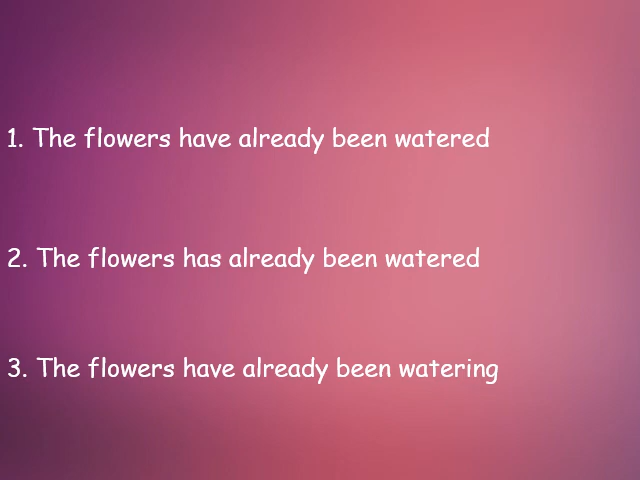 1. The flowers have already been watered
2. The flowers has already been watered
3. The flowers have already been watering